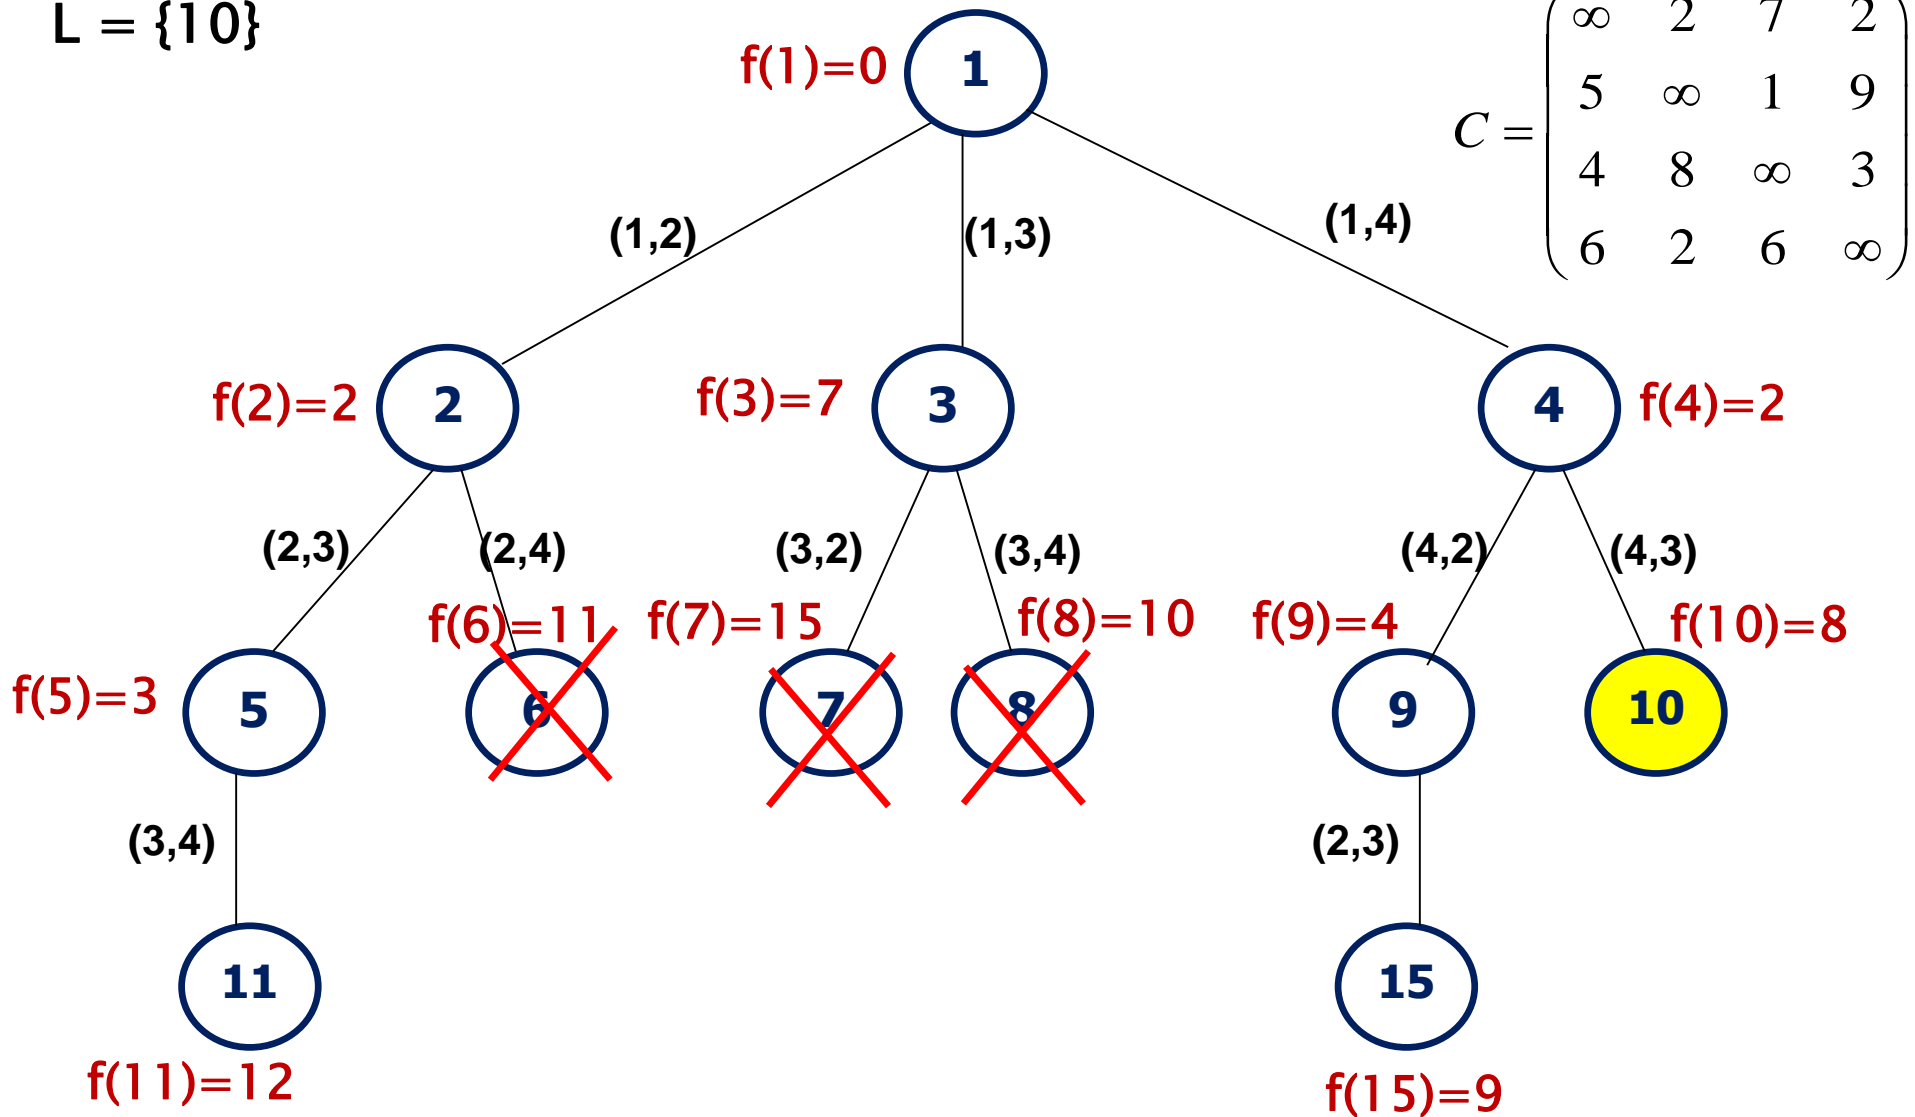 L = {10}
∞ 2 7 2
5 ∞ 1 9
C =
4 8 ∞ 3
6 2 6 ∞
f(1)=0
1
(1,2)
(1,3)
(1,4)
f(2)=2
2
f(3)=7
3
4
f(4)=2
(2,3)
(2,4)
(3,2)
(3,4)
(4,2)
(4,3)
f(6)=11
f(7)=15
f(8)=10
f(9)=4
f(10)=8
f(5)=3
5
6
7
8
9
10
(3,4)
(2,3)
11
15
f(11)=12
f(15)=9